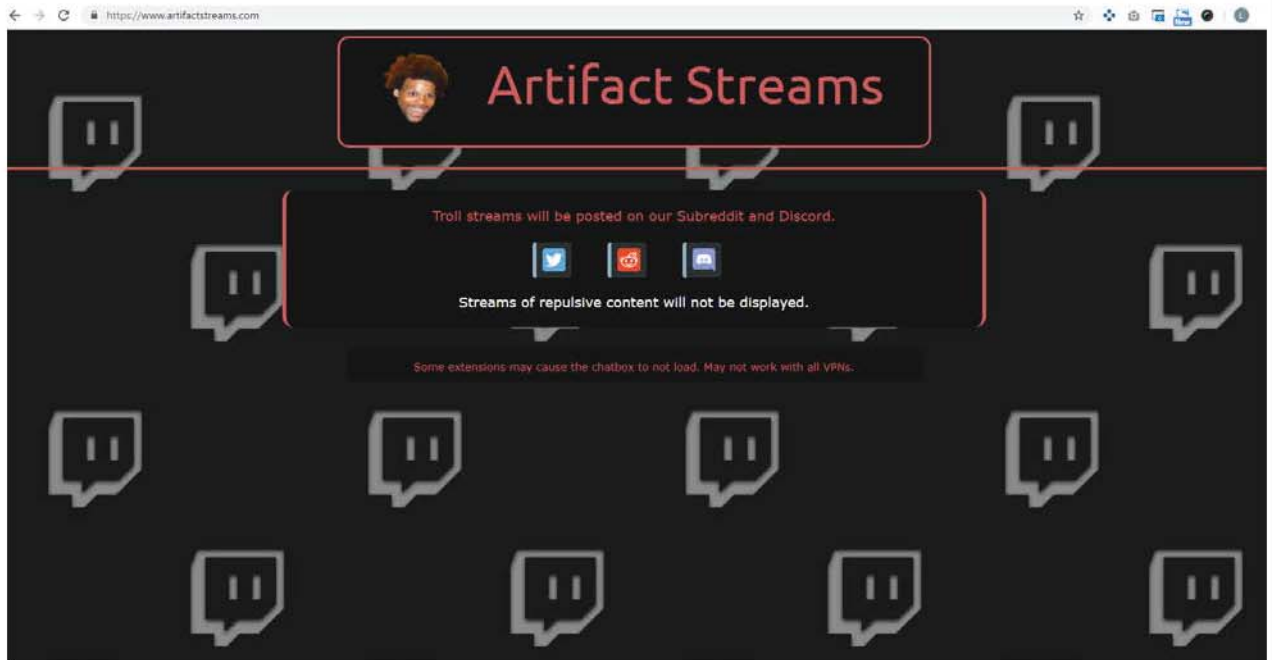 https://www.artifactstreams.com
Artifact Streams
Troll streams will be posted on our Subreddit and Discord.
Streams of repulsive content will not be displayed.
Some extensions may cause the chatbox to not load. May not work with all VPNs.